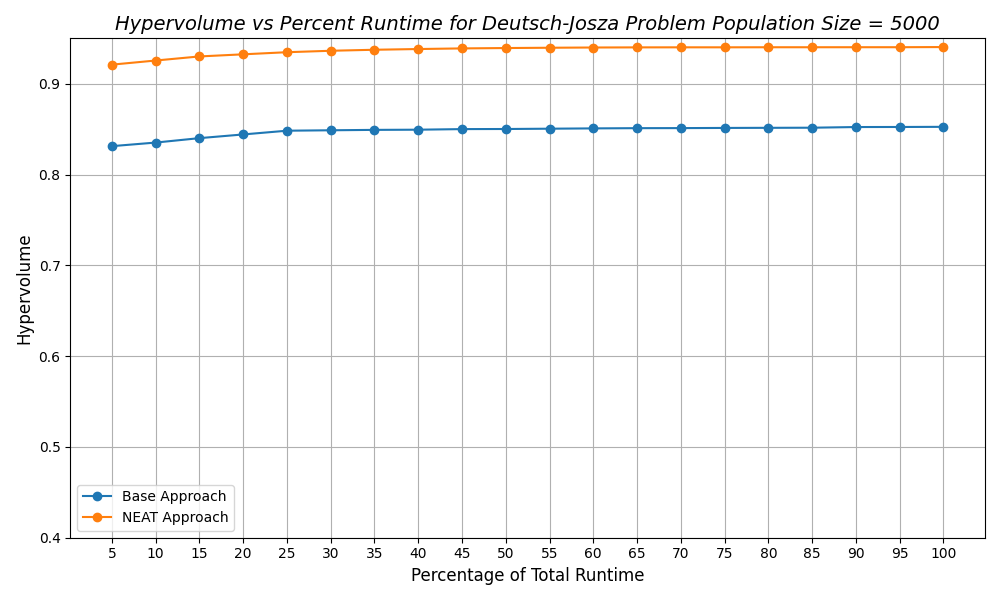 Hypervolume vs Percent Runtime for Deutsch-Josza Problem Population Size = 5000
Hypervolume
0.9
0.8
0.7
0.6
0.5
0.4
Base Approach
NEAT Approach
5 10 15 20 25 30 35 40 45 50 55 60 65 70 75 80 85 90 95 100
Percentage of Total Runtime